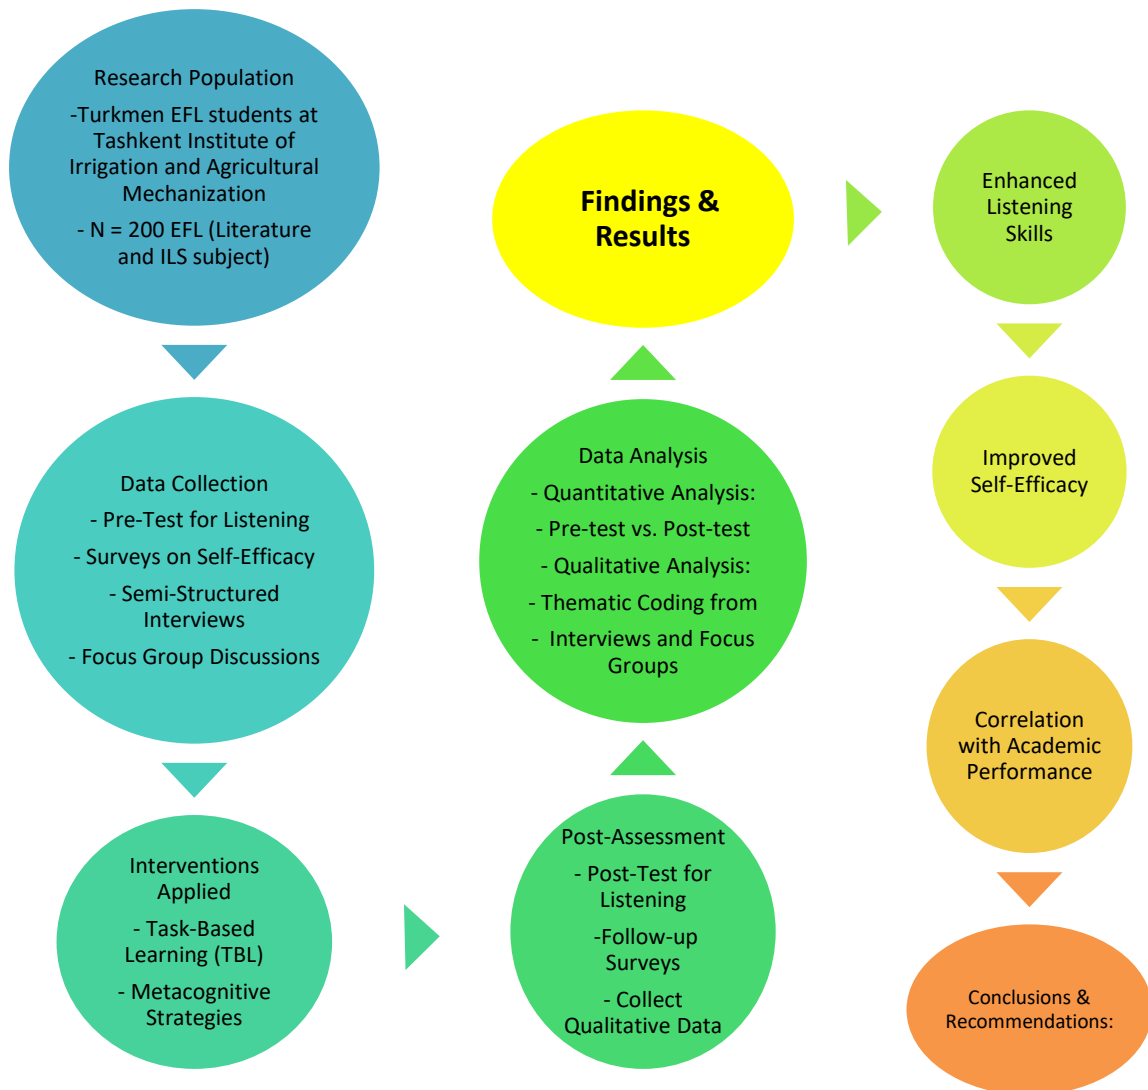 Research Population
-Turkmen EFL students at
Tashkent Institute of
Irrigation and Agricultural
Mechanization
- N = 200 EFL (Literature
and ILS subject)
Data Collection
- Pre-Test for Listening
- Surveys on Self-Efficacy
- Semi-Structured
Interviews
- Focus Group Discussions
Interventions
Applied
- Task-Based
Learning (TBL)
- Metacognitive
Strategies
Post-Assessment
- Post-Test for
Listening
-Follow-up
Surveys
- Collect
Qualitative Data
Data Analysis
- Quantitative Analysis:
- Pre-test vs. Post-test
- Qualitative Analysis:
- Thematic Coding from
- Interviews and Focus
Groups
Findings &
Results
Enhanced
Listening
Skills
Improved
Self-Efficacy
Correlation
with Academic
Performance
Conclusions &
Recommendations: